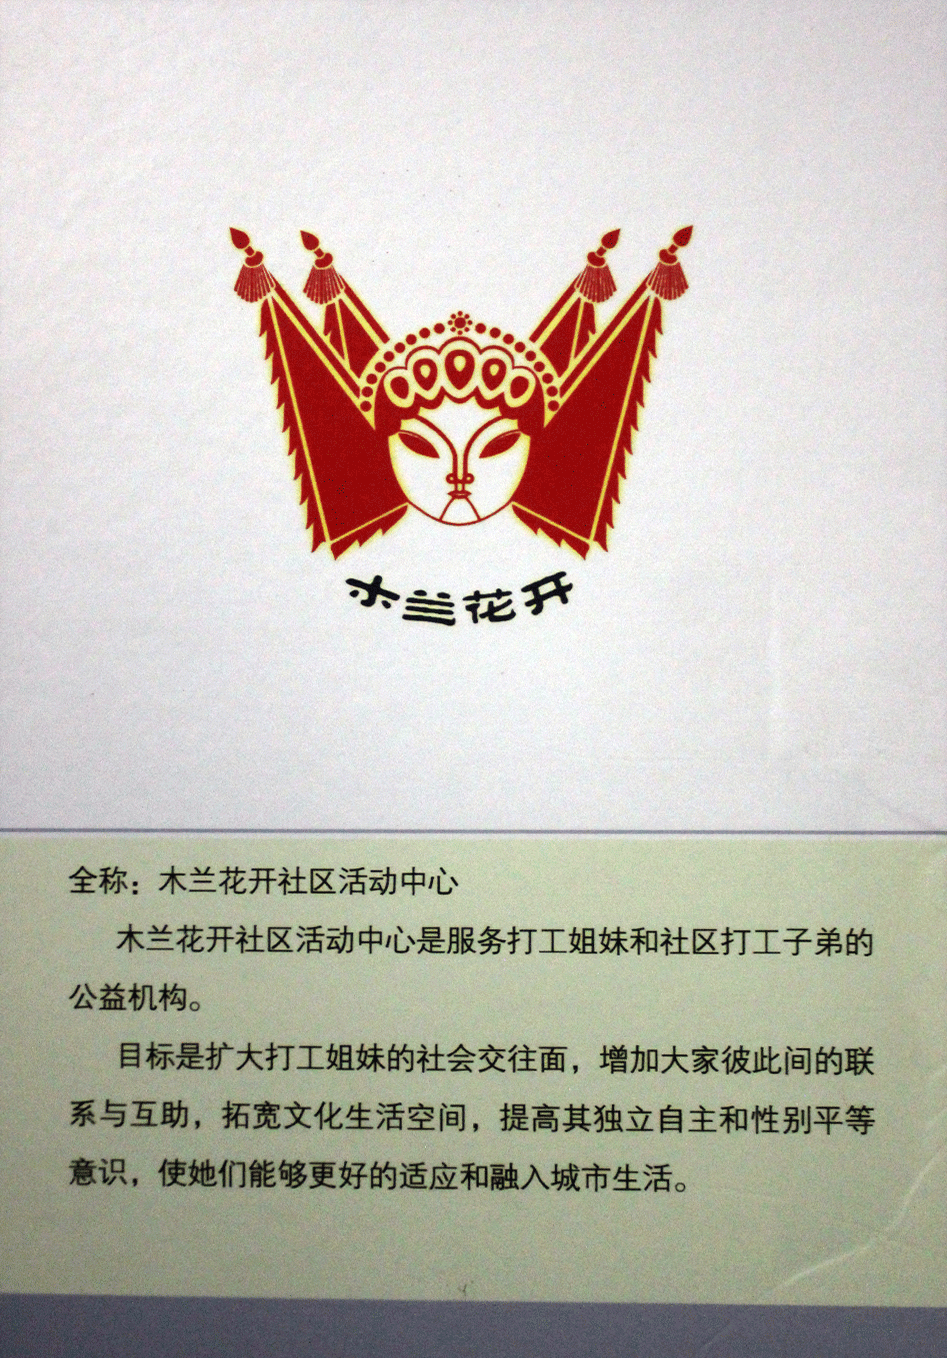 木兰花开
全称：木兰花开社区活动中心
木兰花开社区活动中心是服务打工姐妹和社区打工子弟的
公益机构。
目标是扩大打工姐妹的社会交往面，增加大家彼此间的联
系与互助，拓宽文化生活空间，提高其独立自主和性别平等
意识，使她们能够更好的适应和融入城市生活。